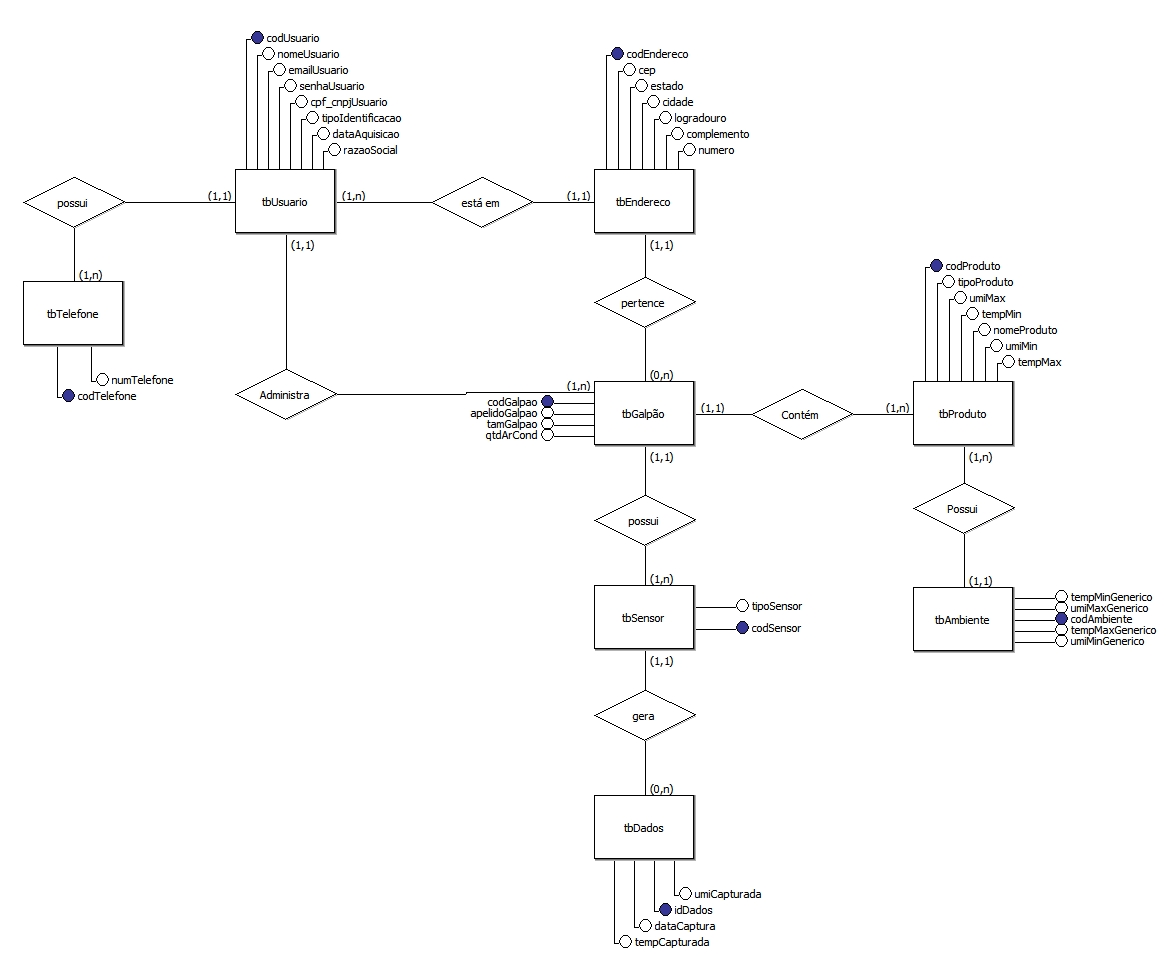 codUsuario
nomeUsuario
emailUsuario
senhaUsuario
cpf_cnpjUsuario
tipoIdentificacao
dataAquisicao
razaoSocial
codEndereco
cep
estado
cidade
logradouro
complemento
numero
possui
(1,1)
tbUsuario
(1,n)
está em
(1,1)
tbEndereco
(1,1)
(1,1)
(1,n)
tbTelefone
numTelefone
codTelefone
pertence
codProduto
tipoProduto
umiMax
tempMin
nomeProduto
umiMin
tempMax
(0,n)
Administra
(1,n)
codGalpao
apelidoGalpao
tamGalpao
qtdArCond
tbGalpão
(1,1)
Contém
(1,n)
tbProduto
(1,1)
(1,n)
possui
Possui
(1,n)
(1,1)
tbSensor
tipoSensor
codSensor
tbAmbiente
tempMinGenerico
umiMaxGenerico
codAmbiente
tempMaxGenerico
umiMinGenerico
(1,1)
gera
(0,n)
tbDados
umiCapturada
idDados
dataCaptura
tempCapturada